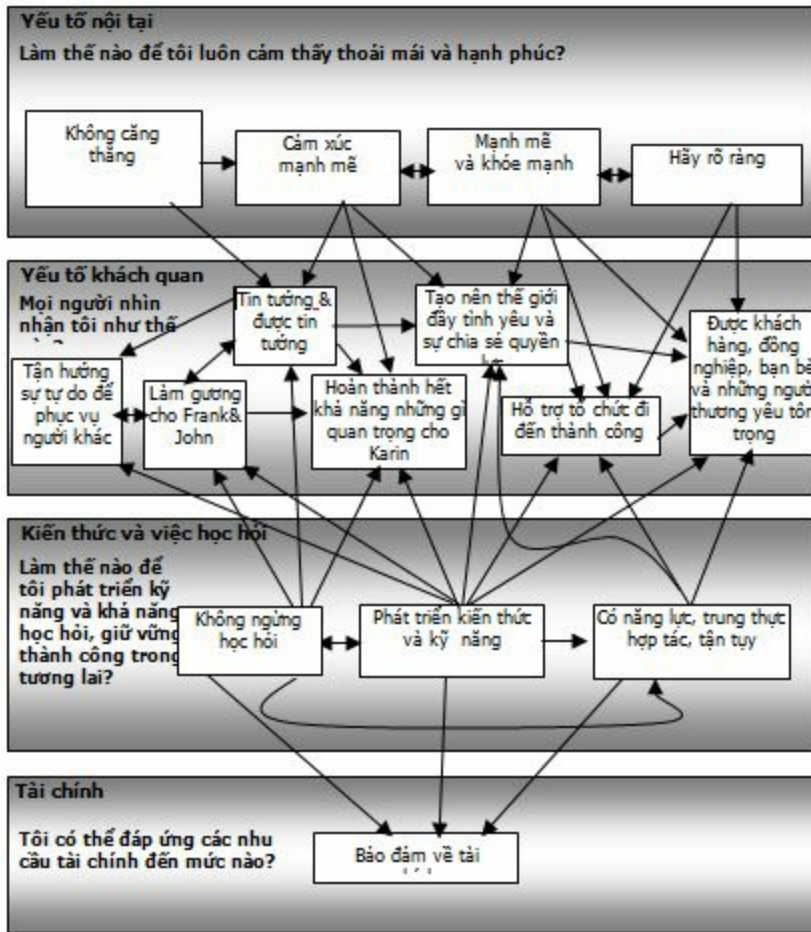 Yếu tố nội tại
Làm thế nào để tôi luôn cảm thấy thoải mái và hạnh phúc?
Không căng
thẳng
Cảm xúc
mạnh mẽ
Mạnh mẽ
và khỏe mạnh
Hãy rõ ràng
Yếu tố khách quan
Mọi người nhìn
nhận tôi như thế
Tin tưởng &
được tin
tưởng
Tạo nên thế giới
đầy tình yêu và
sự chia sẻ quyền
Được khách
hàng, đồng
nghiệp, bạn bè
và những người
thương yêu tôn
trọng
Tận hưởng
sự tự do để
phục vụ
người khác
Làm gương
cho Frank&
John
Hoàn thành hết
khả năng những gì
quan trọng cho
Karin
Hỗ trợ tổ chức đi
đến thành công
Kiến thức và việc học hỏi
Làm thế nào để
tôi phát triển kỹ
năng và khả năng
học hỏi, giữ vững
thành công trong
tương lai?
Không ngừng
học hỏi
Phát triển kiến thức
và kỹ năng
Có năng lực, trung thực
hợp tác, tận tụy
Tài chính
Tôi có thể đáp ứng các nhu
cầu tài chính đến mức nào?
Bảo đảm về tài